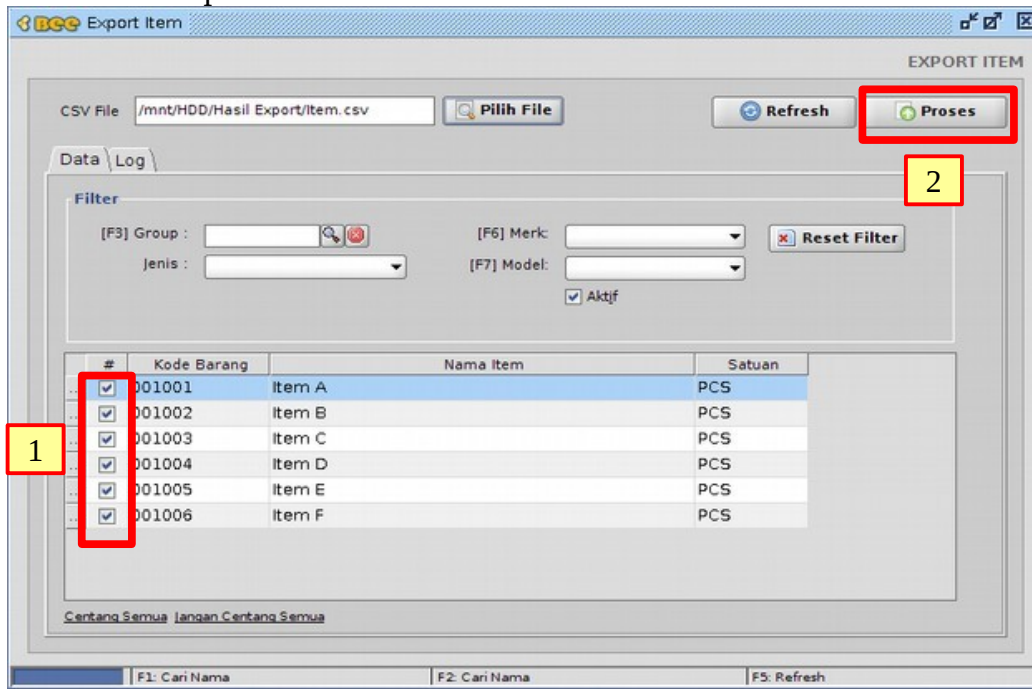 BEE Export Item
EXPORT ITEM
CSV File /mnt/HDD/Hasil Export/Item.csv Pilih File Refresh Proses
2
Data Log
Filter
[F3] Group : [F6] Merk: Reset Filter
Jenis : [F7] Model:
Aktif
# Kode Barang Nama Item Satuan
1
001001 Item A PCS
001002 Item B PCS
001003 Item C PCS
001004 Item D PCS
001005 Item E PCS
001006 Item F PCS
Centang Semua Jangan Centang Semua
F1: Cari Nama F2: Cari Nama F5: Refresh